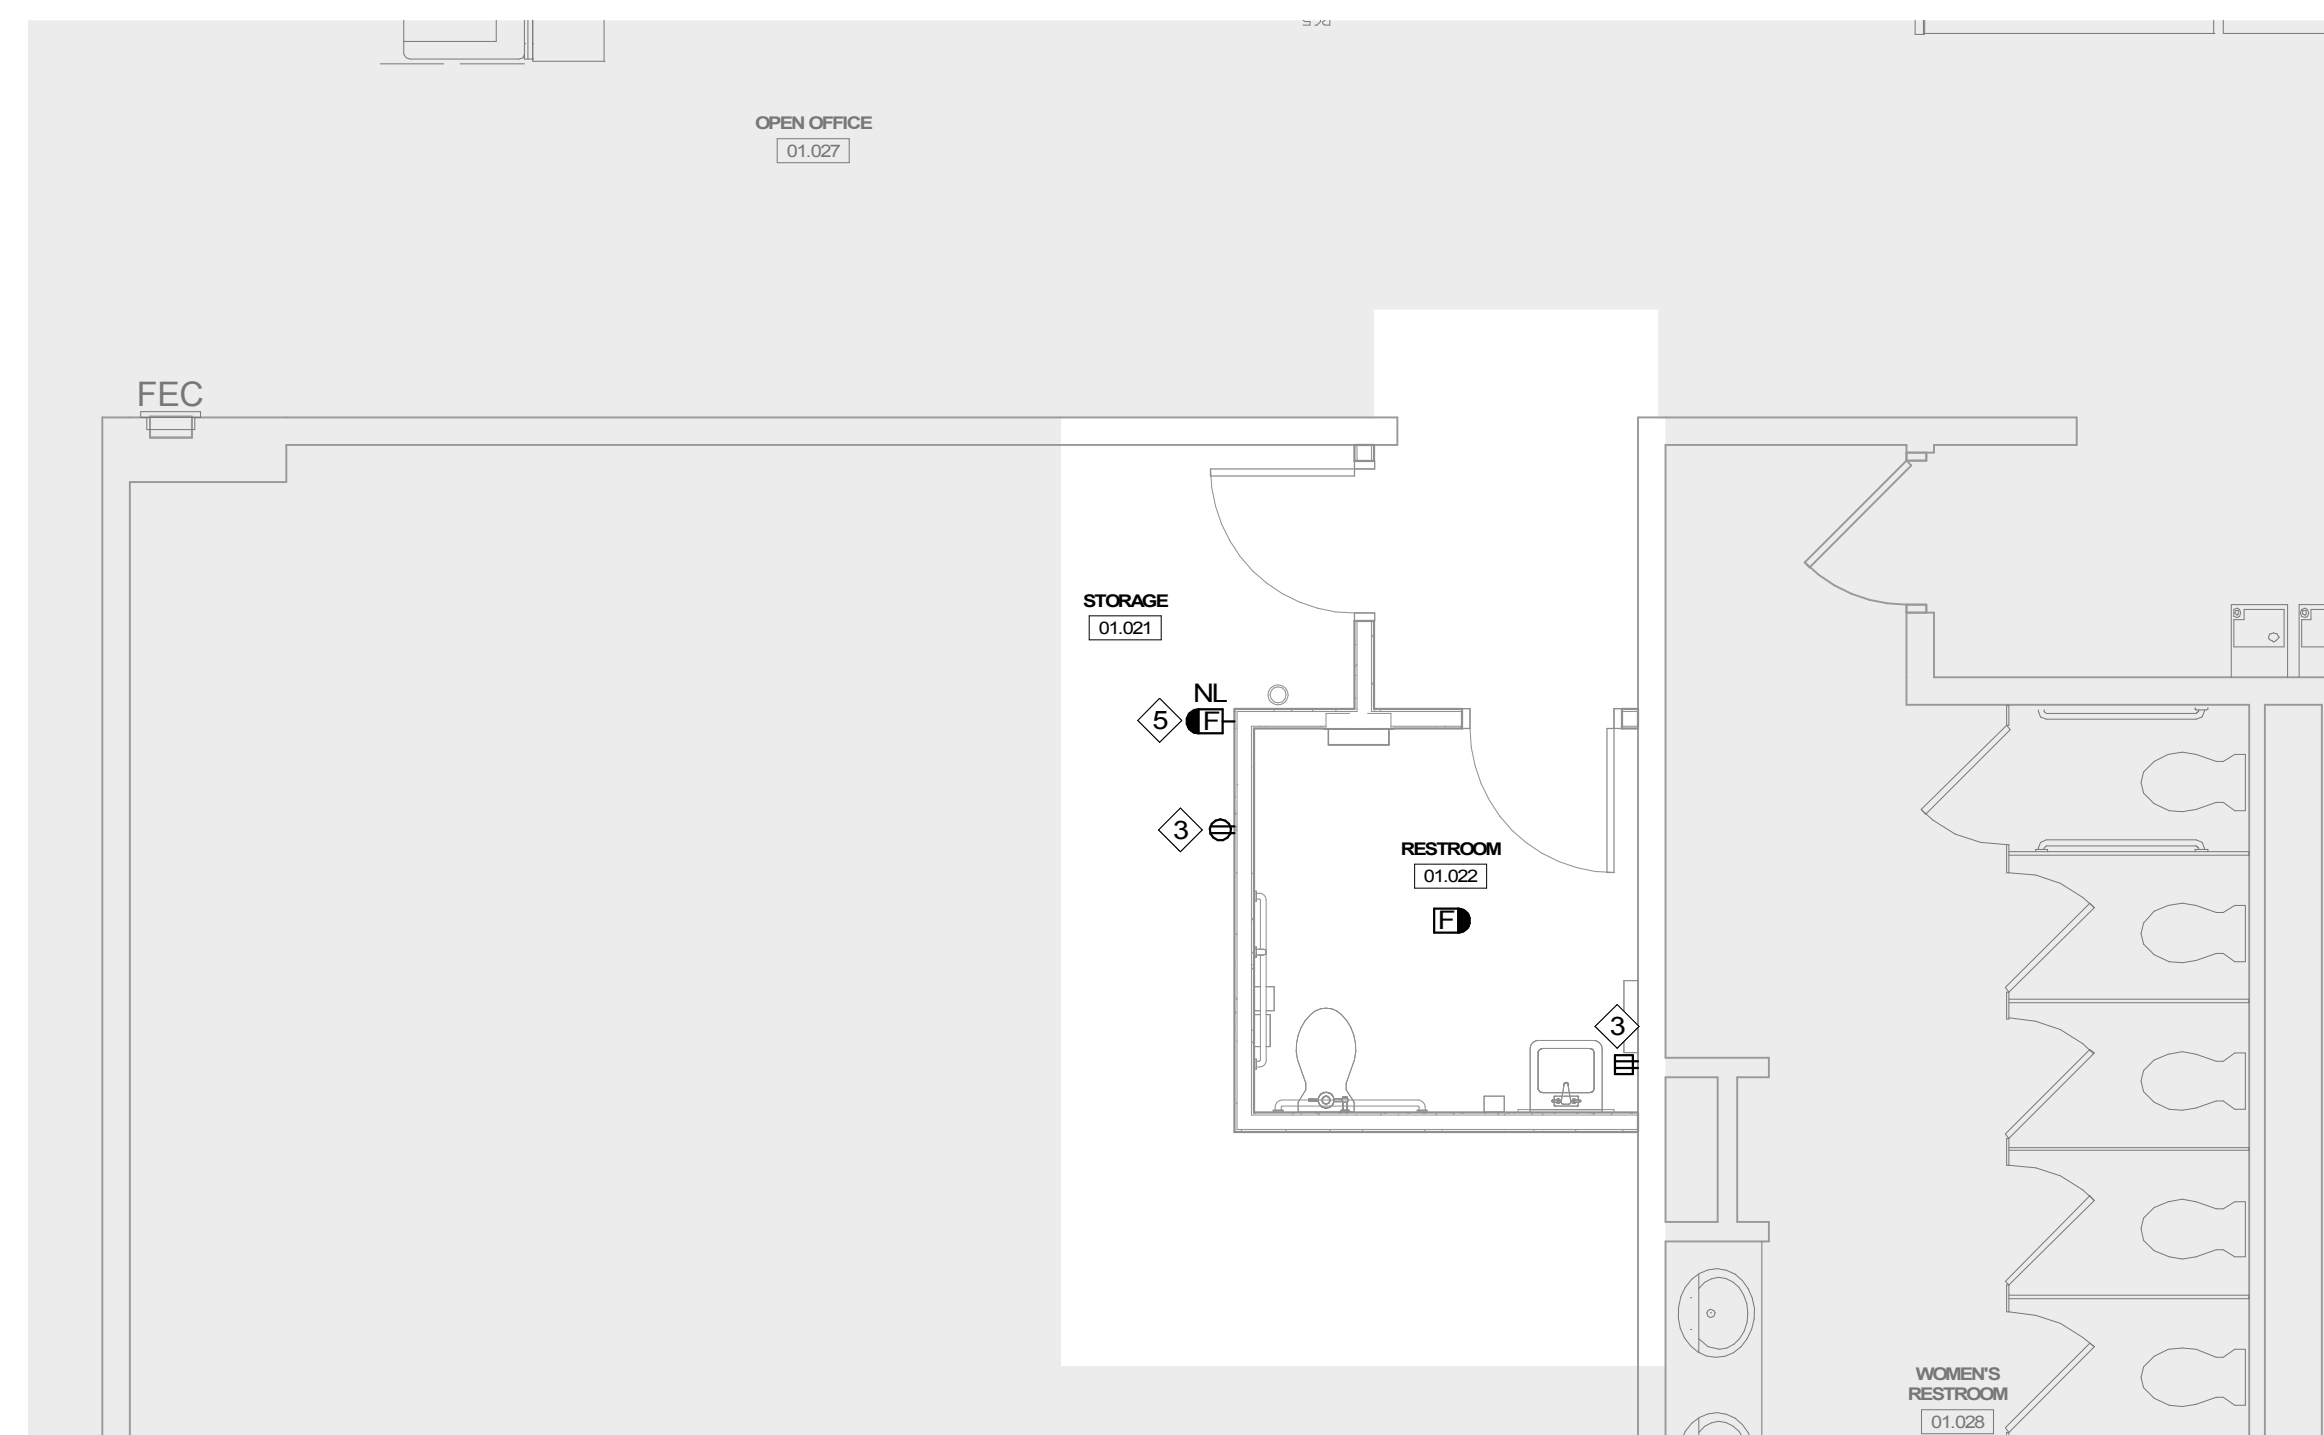 OPEN OFFICE
01.027
FEC
STORAGE
01.021
NL
5
F
3
RESTROOM
01.022
F
3
WOMEN'S
RESTROOM
01.028